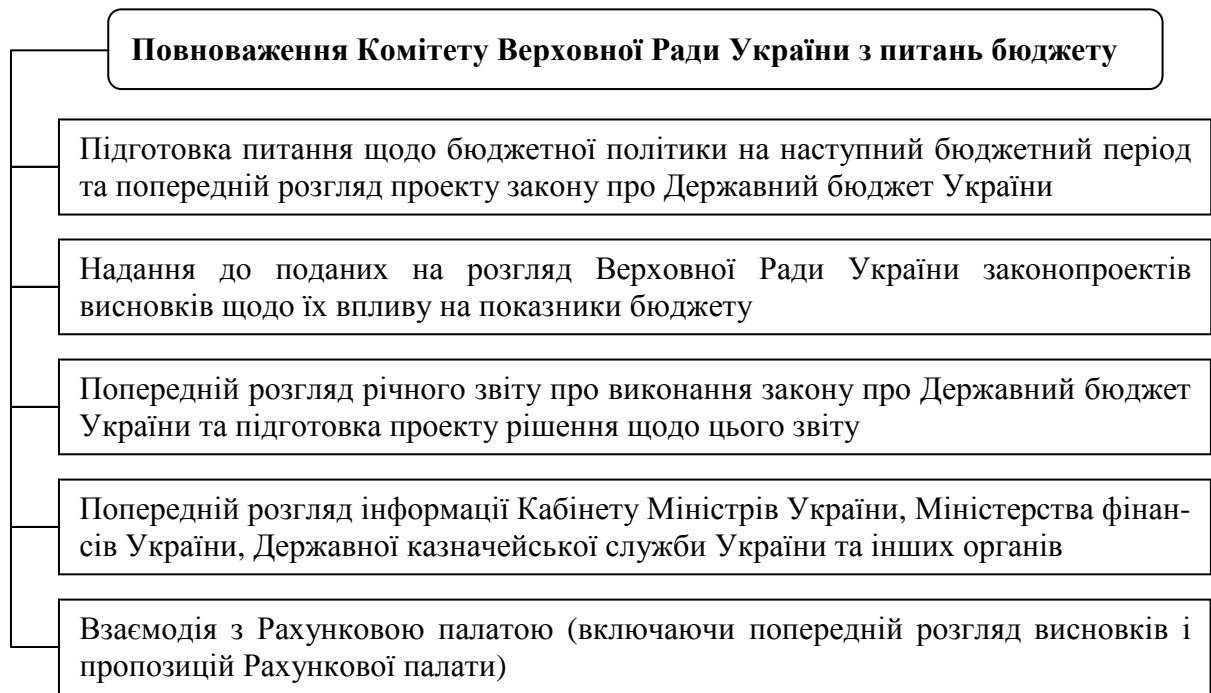 Повноваження Комітету Верховної Ради України з питань бюджету
Підготовка питання щодо бюджетної політики на наступний бюджетний період
та попередній розгляд проекту закону про Державний бюджет України
Надання до поданих на розгляд Верховної Ради України законопроектів
висновків щодо їх впливу на показники бюджету
Попередній розгляд річного звіту про виконання закону про Державний бюджет
України та підготовка проекту рішення щодо цього звіту
Попередній розгляд інформації Кабінету Міністрів України, Міністерства фінан-
сів України, Державної казначейської служби України та інших органів
Взаємодія з Рахунковою палатою (включаючи попередній розгляд висновків і
пропозицій Рахункової палати)